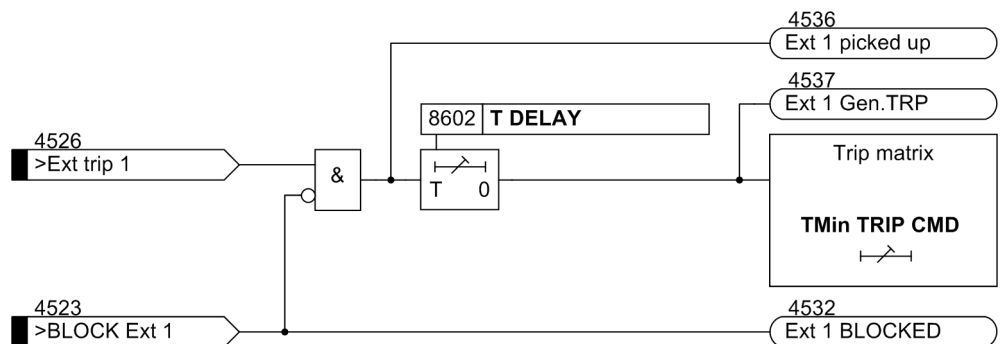 4536
Ext 1 picked up
4537
Ext 1 Gen.TRP
8602 T DELAY
4526
>Ext trip 1
&
T 0
Trip matrix
TMin TRIP CMD
4523
>BLOCK Ext 1
4532
Ext 1 BLOCKED